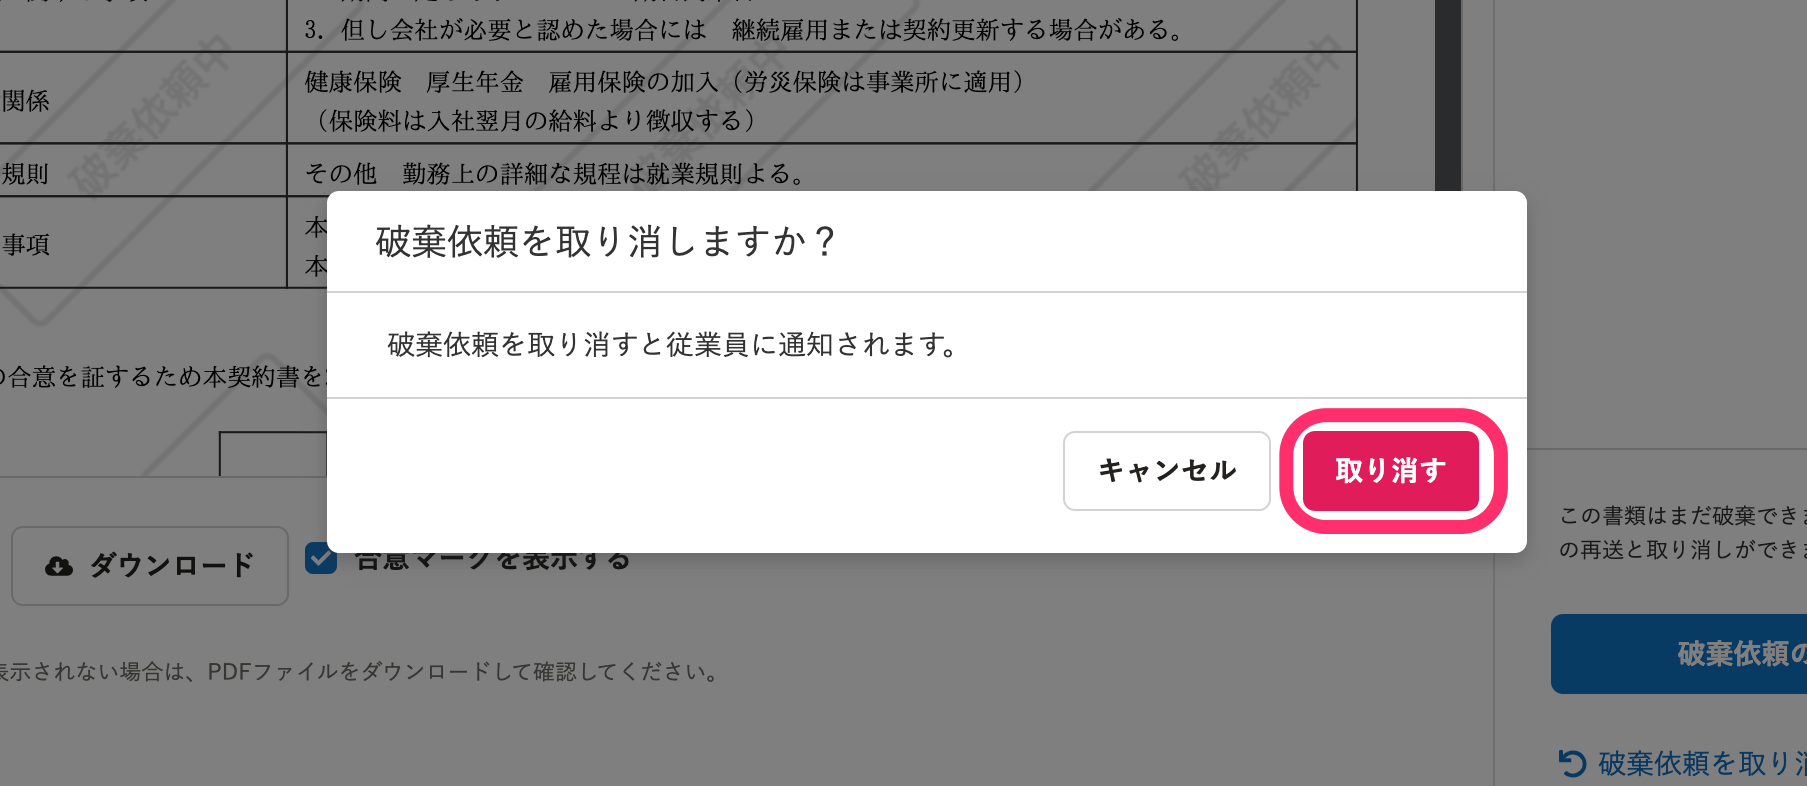 3．但し会社が必要と認めた場合には　継続雇用または契約更新する場合がある。
関係
健康保険　厚生年金　雇用保険の加入（労災保険は事業所に適用）
（保険料は入社翌月の給料より徴収する）
規則
その他　勤務上の詳細な規程は就業規則よる。
事項
本
本
破棄依頼中
破棄依頼中
破棄依頼中
破棄依頼を取り消しますか？
破棄依頼を取り消すと従業員に通知されます。
キャンセル
取り消す
の合意を証するため本契約書を
ダウンロード
合意マークを表示する
表示されない場合は、PDFファイルをダウンロードして確認してください。
この書類はまだ破棄でき
の再送と取り消しができ
破棄依頼の
破棄依頼を取り消